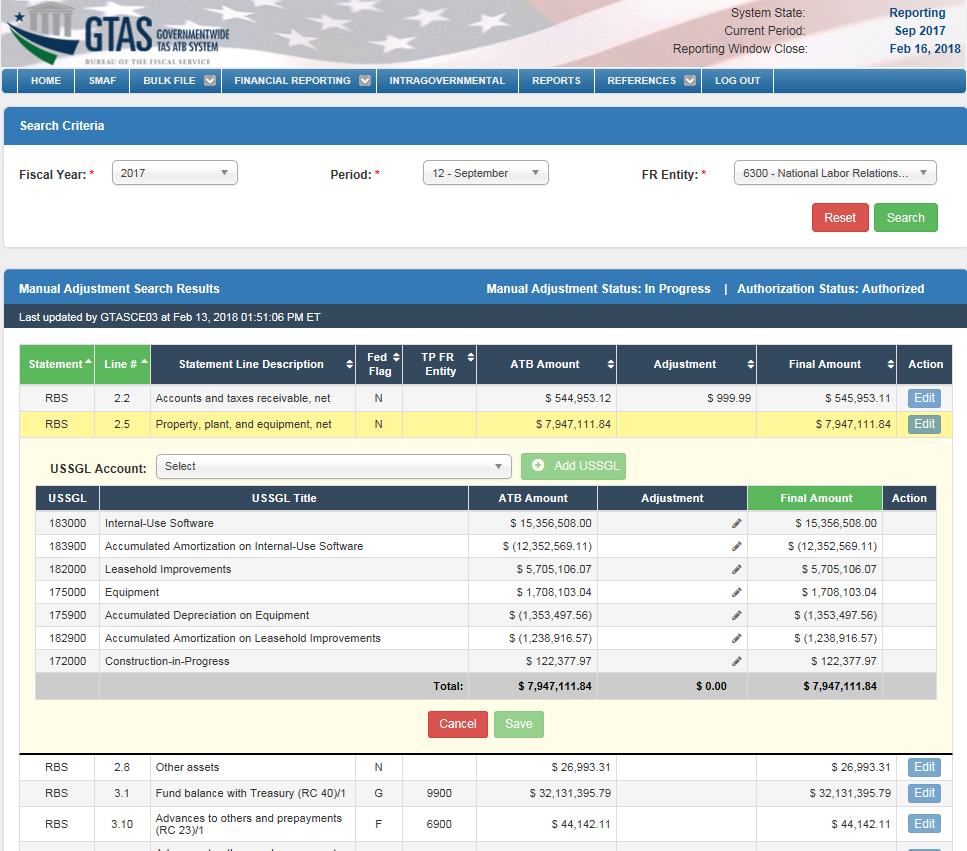 GTAS GOVERNMENTWIDE
TAS ATB SYSTEM
BUREAU OF THE FISCAL SERVICE
System State: Reporting
Current Period: Sep 2017
Reporting Window Close: Feb 16, 2018
HOME SMAF BULK FILE FINANCIAL REPORTING INTRAGOVERNMENTAL REPORTS REFERENCES LOG OUT
Search Criteria
Fiscal Year: * 2017 Period: * 12 - September FR Entity: * 6300 - National Labor Relations...
Reset Search
Manual Adjustment Search Results Manual Adjustment Status: In Progress | Authorization Status: Authorized
Last updated by GTASCE03 at Feb 13, 2018 01:51:06 PM ET
Statement Line # Statement Line Description Fed Flag TP FR Entity ATB Amount Adjustment Final Amount Action
RBS 2.2 Accounts and taxes receivable, net N $ 544,953.12 $ 999.99 $ 545,953.11 Edit
RBS 2.5 Property, plant, and equipment, net N $ 7,947,111.84 $ 7,947,111.84 Edit
USSGL Account: Select Add USSGL
USSGL USSGL Title ATB Amount Adjustment Final Amount Action
183000 Internal-Use Software $ 15,356,508.00 $ 15,356,508.00
183900 Accumulated Amortization on Internal-Use Software $ (12,352,569.11) $ (12,352,569.11)
182000 Leasehold Improvements $ 5,705,106.07 $ 5,705,106.07
175000 Equipment $ 1,708,103.04 $ 1,708,103.04
175900 Accumulated Depreciation on Equipment $ (1,353,497.56) $ (1,353,497.56)
182900 Accumulated Amortization on Leasehold Improvements $ (1,238,916.57) $ (1,238,916.57)
172000 Construction-in-Progress $ 122,377.97 $ 122,377.97
Total: $ 7,947,111.84 $ 0.00 $ 7,947,111.84
Cancel Save
RBS 2.8 Other assets N $ 26,993.31 $ 26,993.31 Edit
RBS 3.1 Fund balance with Treasury (RC 40)/1 G 9900 $ 32,131,395.79 $ 32,131,395.79 Edit
RBS 3.10 Advances to others and prepayments (RC 23)/1 F 6900 $ 44,142.11 $ 44,142.11 Edit